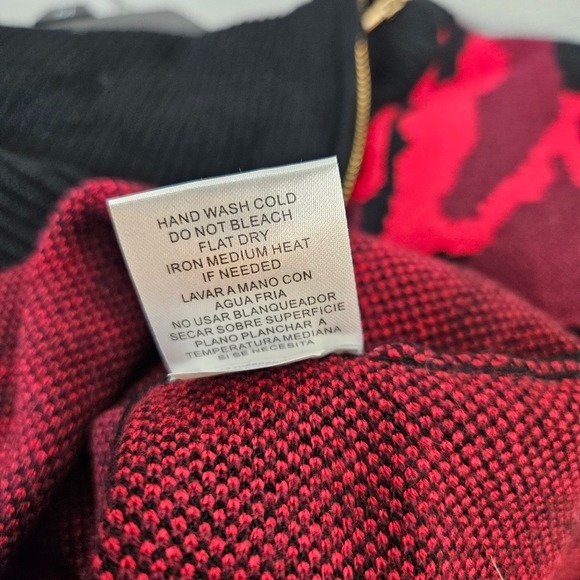 HAND WASH COLD
DO NOT BLEACH
FLAT DRY
IRON MEDIUM HEAT
IF NEEDED
LAVAR A MANO CON
AGUA FRIA
NO USAR BLANQUEADOR
SECAR SOBRE SUPERFICIE
PLANO PLANCHAR A
TEMPERATURA MEDIANA
SI SE NECESITA